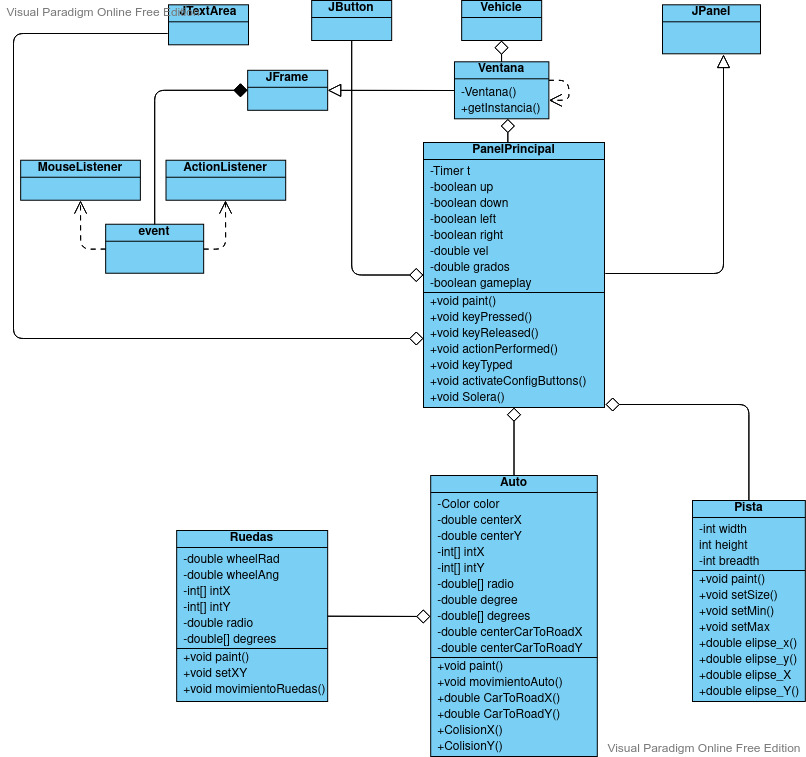 Visual Paradigm Online Free Edition
JTextArea
JButton
Vehicle
JPanel
JFrame
Ventana
-Ventana()
+getInstancia()
MouseListener
ActionListener
event
PanelPrincipal
-Timer t
-boolean up
-boolean down
-boolean left
-boolean right
-double vel
-double grados
-boolean gameplay
+void paint()
+void keyPressed()
+void keyReleased()
+void actionPerformed()
+void keyTyped
+void activateConfigButtons()
+void Solera()
Auto
-Color color
-double centerX
-double centerY
-int[] intX
-int[] intY
-double[] radio
-double degree
-double[] degrees
-double centerCarToRoadX
-double centerCarToRoadY
+void paint()
+void movimientoAuto()
+double CarToRoadX()
+double CarToRoadY()
+ColisionX()
+ColisionY()
Ruedas
-double wheelRad
-double wheelAng
-int[] intX
-int[] intY
-double radio
-double[] degrees
+void paint()
+void setXY
+void movimientoRuedas()
Pista
-int width
int height
-int breadth
+void paint()
+void setSize()
+void setMin()
+void setMax
+double elipse_x()
+double elipse_y()
+double elipse_X
+double elipse_Y()
Visual Paradigm Online Free Edition